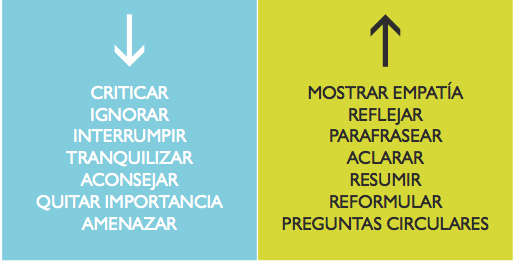 CRITICAR
IGNORAR
INTERRUMPIR
TRANQUILIZAR
ACONSEJAR
QUITAR IMPORTANCIA
AMENAZAR
MOSTRAR EMPATÍA
REFLEJAR
PARAFRASEAR
ACLARAR
RESUMIR
REFORMULAR
PREGUNTAS CIRCULARES